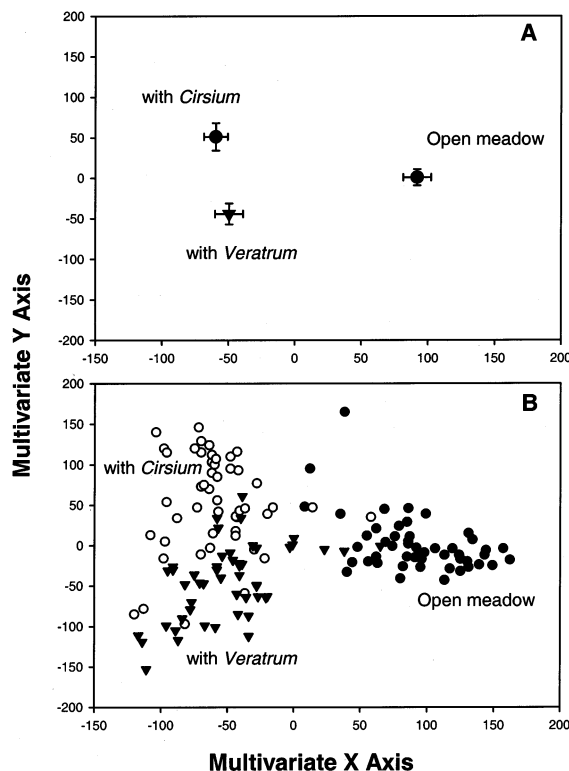 A
200
150
100
50
0
-50
-100
-150
-200
with Cirsium
Open meadow
with Veratrum
-150 -100 -50 0 50 100 150 200
B
200
150
100
50
0
-50
-100
-150
-200
with Cirsium
Open meadow
with Veratrum
-150 -100 -50 0 50 100 150 200
Multivariate Y Axis
Multivariate X Axis